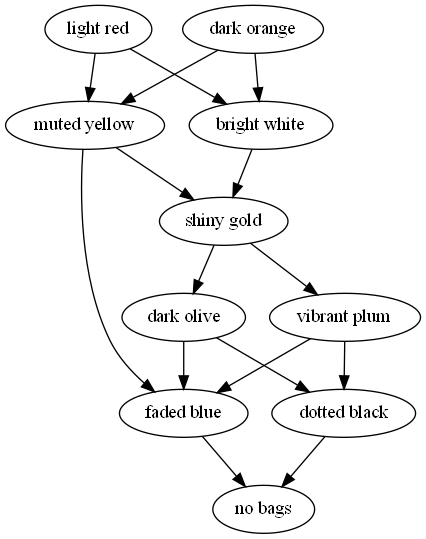 light red
dark orange
muted yellow
bright white
shiny gold
dark olive
vibrant plum
faded blue
dotted black
no bags